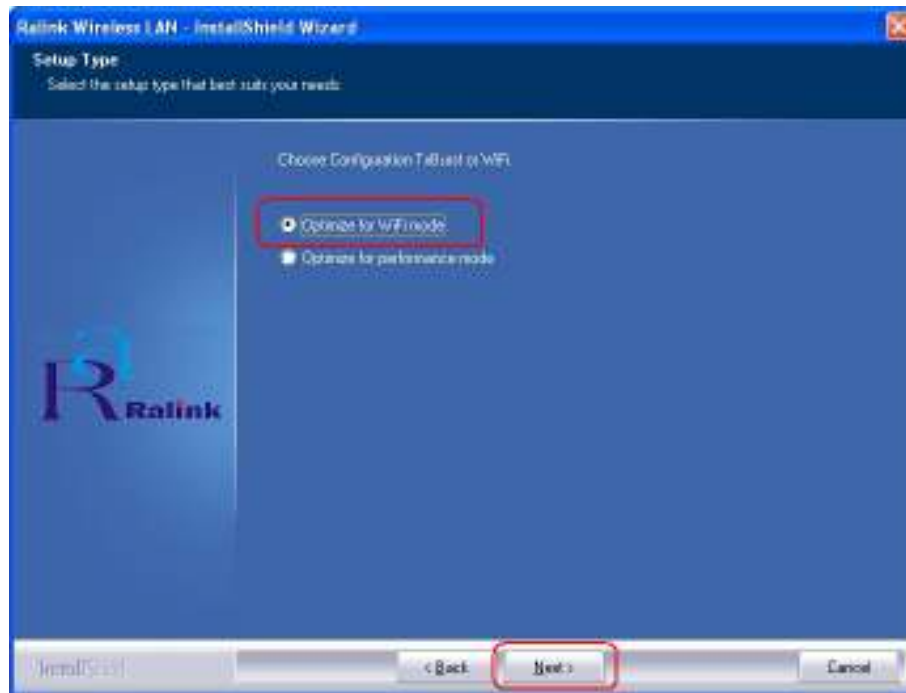 Ralink Wireless LAN - InstallShield Wizard
Setup Type
Select the setup type that best suits your needs.
Choose Configuration TxBurst or WiFi.
Optimize for WiFi mode
Optimize for performance mode
Ralink
InstallShield
< Back
Next >
Cancel